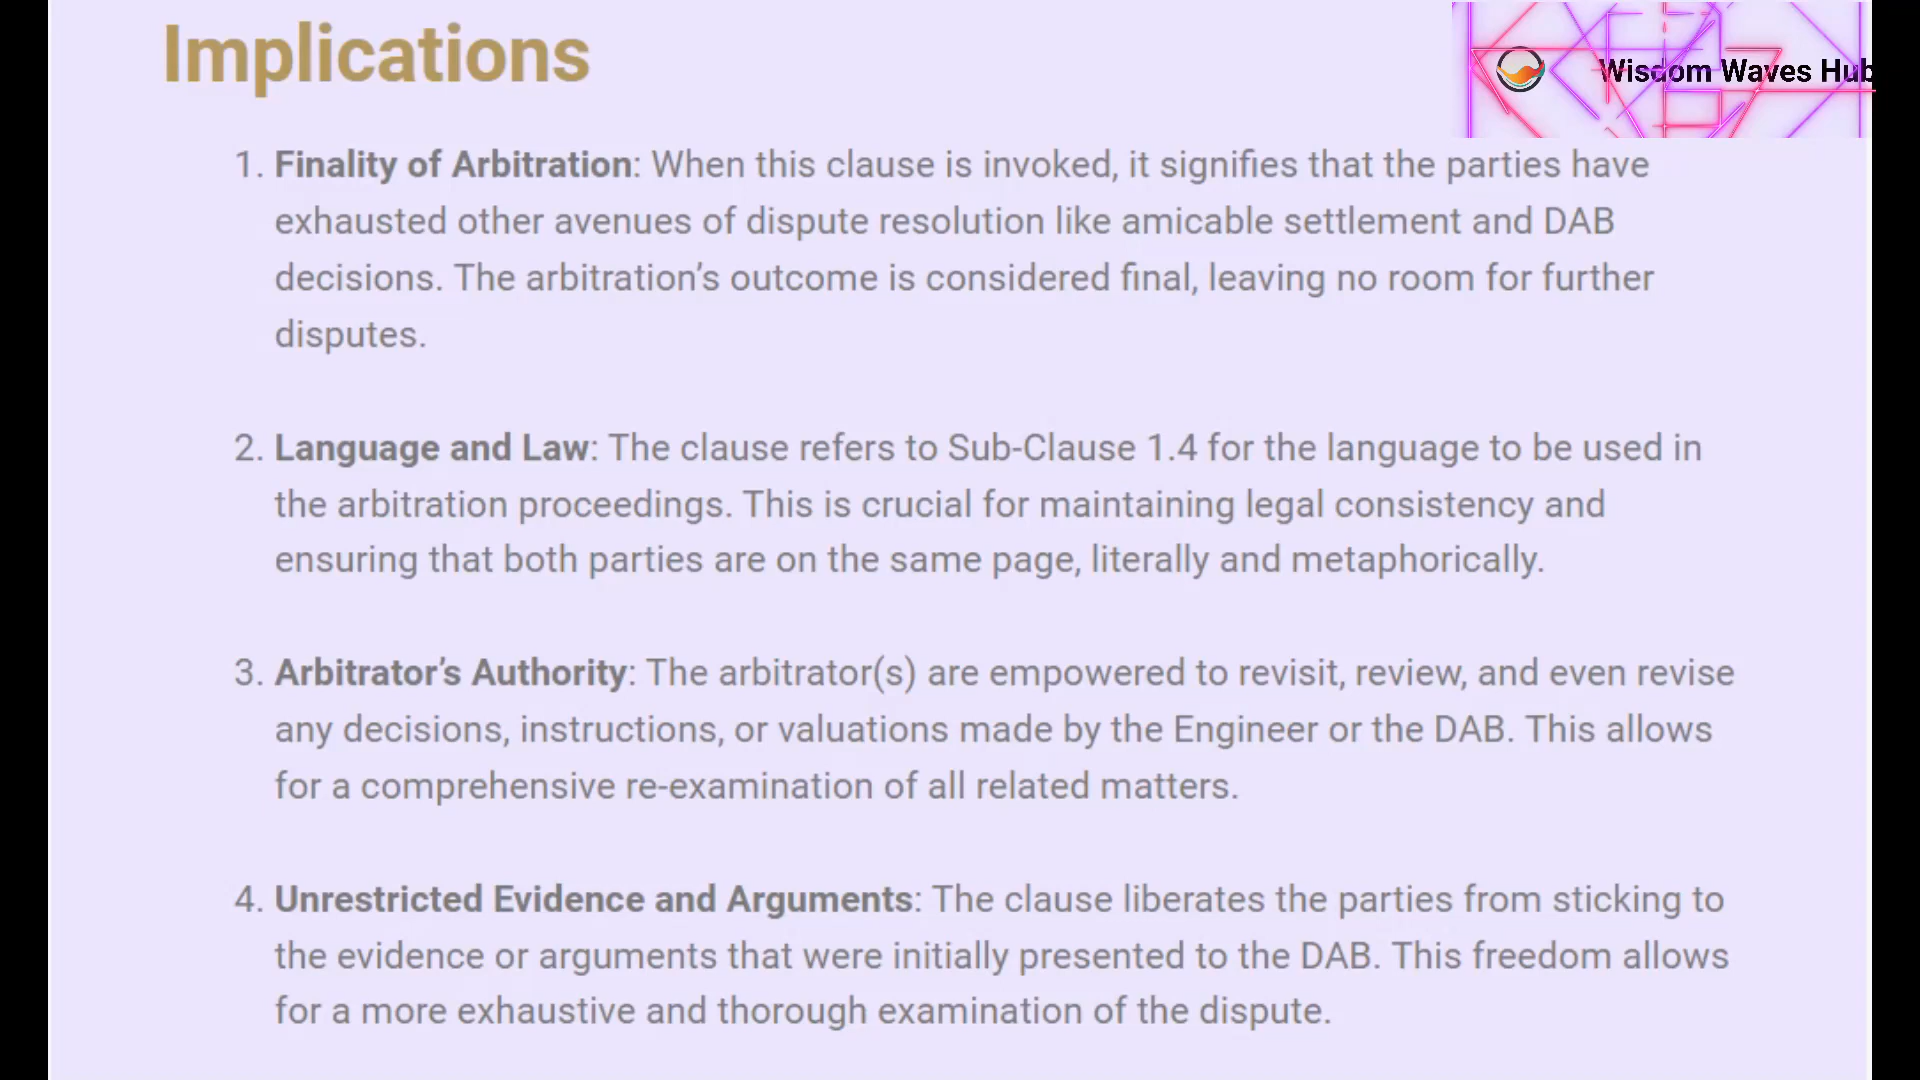 Implications
Wisdom Waves Hub
1. Finality of Arbitration: When this clause is invoked, it signifies that the parties have
exhausted other avenues of dispute resolution like amicable settlement and DAB
decisions. The arbitration’s outcome is considered final, leaving no room for further
disputes.
2. Language and Law: The clause refers to Sub-Clause 1.4 for the language to be used in
the arbitration proceedings. This is crucial for maintaining legal consistency and
ensuring that both parties are on the same page, literally and metaphorically.
3. Arbitrator’s Authority: The arbitrator(s) are empowered to revisit, review, and even revise
any decisions, instructions, or valuations made by the Engineer or the DAB. This allows
for a comprehensive re-examination of all related matters.
4. Unrestricted Evidence and Arguments: The clause liberates the parties from sticking to
the evidence or arguments that were initially presented to the DAB. This freedom allows
for a more exhaustive and thorough examination of the dispute.